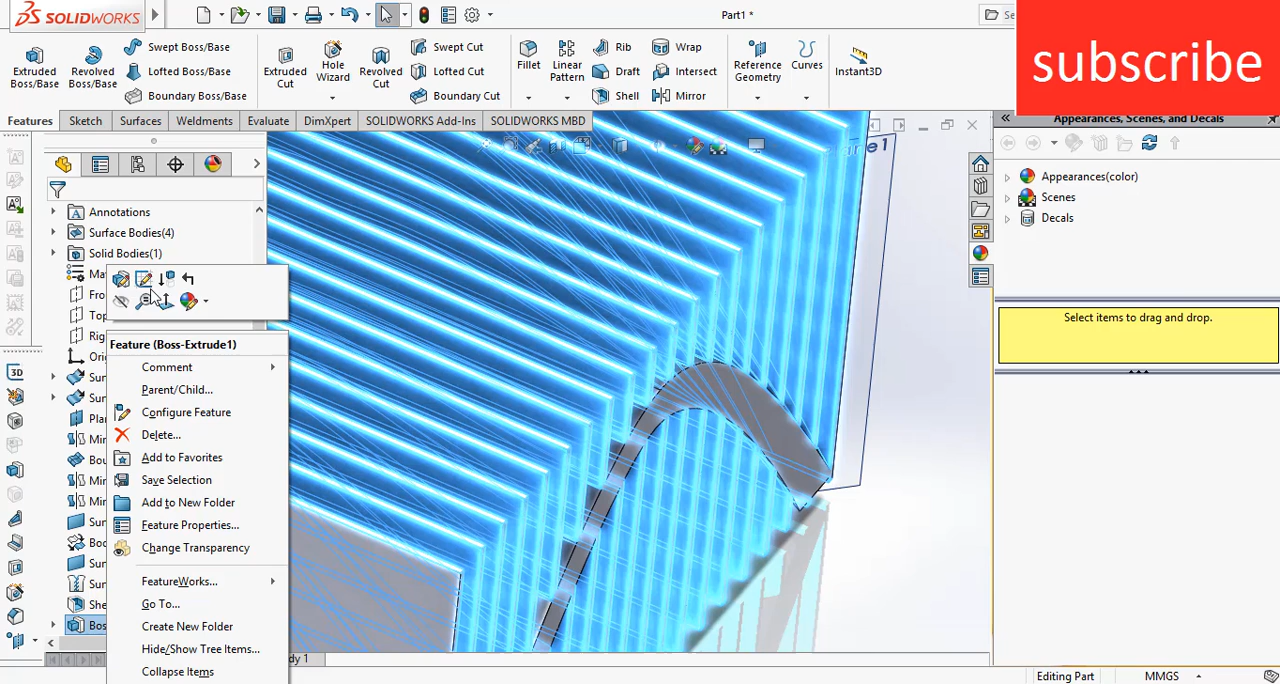 SOLIDWORKS
Part1 *
subscribe
Extruded Boss/Base
Revolved Boss/Base
Swept Boss/Base
Lofted Boss/Base
Boundary Boss/Base
Extruded Cut
Hole Wizard
Revolved Cut
Swept Cut
Lofted Cut
Boundary Cut
Fillet
Linear Pattern
Rib
Draft
Shell
Wrap
Intersect
Mirror
Reference Geometry
Curves
Instant3D
Features
Sketch
Surfaces
Weldments
Evaluate
DimXpert
SOLIDWORKS Add-Ins
SOLIDWORKS MBD
Annotations
Surface Bodies(4)
Solid Bodies(1)
Feature (Boss-Extrude1)
Comment
Parent/Child...
Configure Feature
Delete...
Add to Favorites
Save Selection
Add to New Folder
Feature Properties...
Change Transparency
FeatureWorks...
Go To...
Create New Folder
Hide/Show Tree Items...
Collapse Items
Appearances, Scenes, and Decals
Appearances(color)
Scenes
Decals
Select items to drag and drop.
Editing Part
MMGS